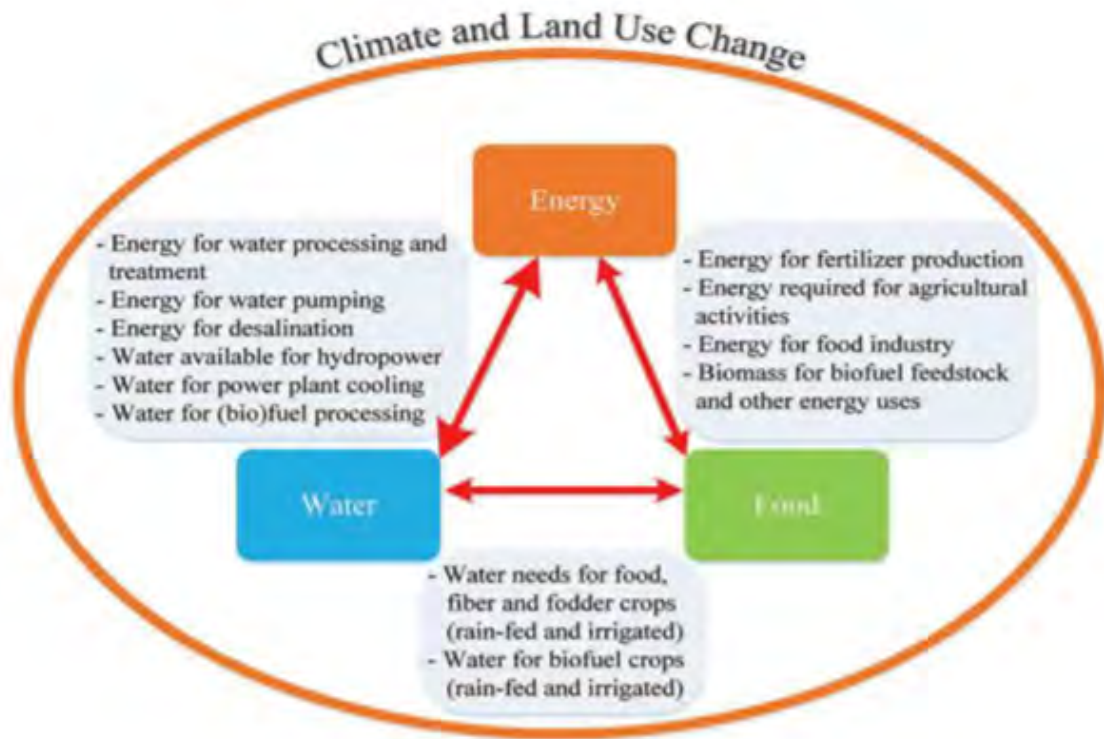 Climate and Land Use Change
Energy
- Energy for water processing and
treatment
- Energy for water pumping
- Energy for desalination
- Water available for hydropower
- Water for power plant cooling
- Water for (bio)fuel processing
- Energy for fertilizer production
- Energy required for agricultural
activities
- Energy for food industry
- Biomass for biofuel feedstock
and other energy uses
Water
Food
- Water needs for food,
fiber and fodder crops
(rain-fed and irrigated)
- Water for biofuel crops
(rain-fed and irrigated)